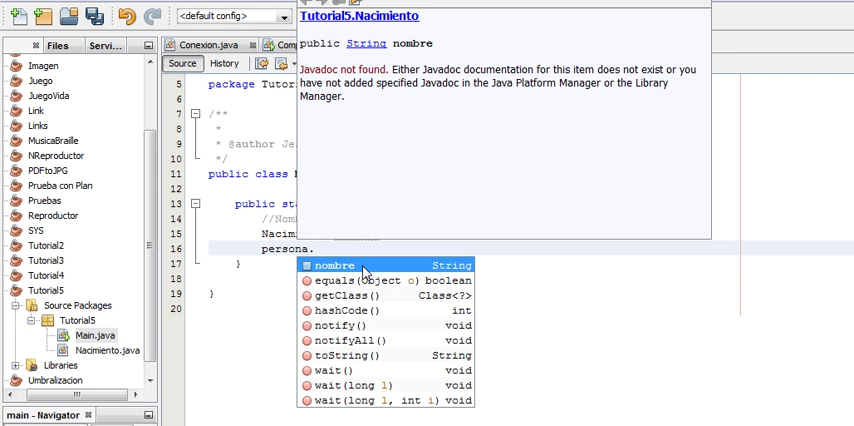 <default config>
Files
Servi...
Imagen
Juego
JuegoVida
Link
Links
MusicaBraille
NReproductor
PDFtoJPG
Prueba con Plan
Pruebas
Reproductor
SYS
Tutorial2
Tutorial3
Tutorial4
Tutorial5
Source Packages
Tutorial5
Main.java
Nacimiento.java
Libraries
Umbralizacion
main - Navigator
Conexion.java
Source
History
5 package Tutor
6
7 /**
8 *
9 * @author Je
10 */
11 public class
12
13 public sta
14 //Nom
15 Nacim
16 persona.
17 }
18
19 }
20
Tutorial5.Nacimiento
public String nombre
Javadoc not found. Either Javadoc documentation for this item does not exist or you
have not added specified Javadoc in the Java Platform Manager or the Library
Manager.
nombre String
equals(Object o) boolean
getClass() Class<?>
hashCode() int
notify() void
notifyAll() void
toString() String
wait() void
wait(long l) void
wait(long l, int i) void